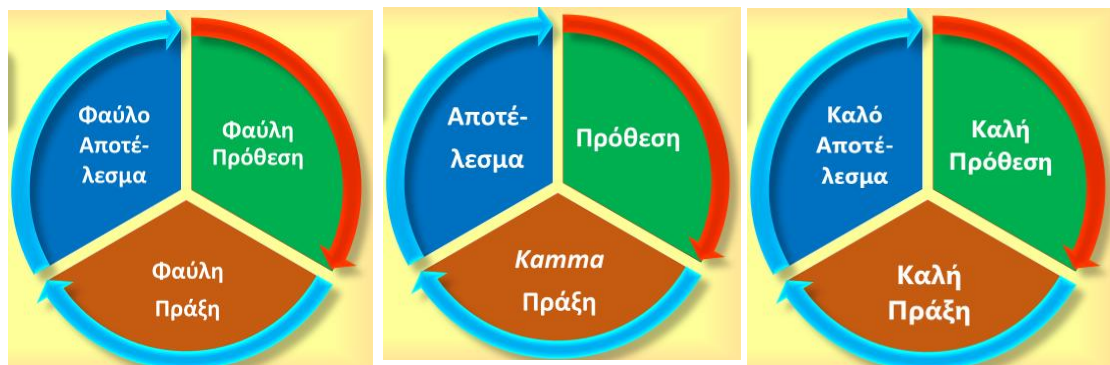 Φαύλο
Αποτέ-
λεσμα
Φαύλη
Πρόθεση
Φαύλη
Πράξη
Αποτέ-
λεσμα
Πρόθεση
Kamma
Πράξη
Καλό
Αποτέ-
λεσμα
Καλή
Πρόθεση
Καλή
Πράξη